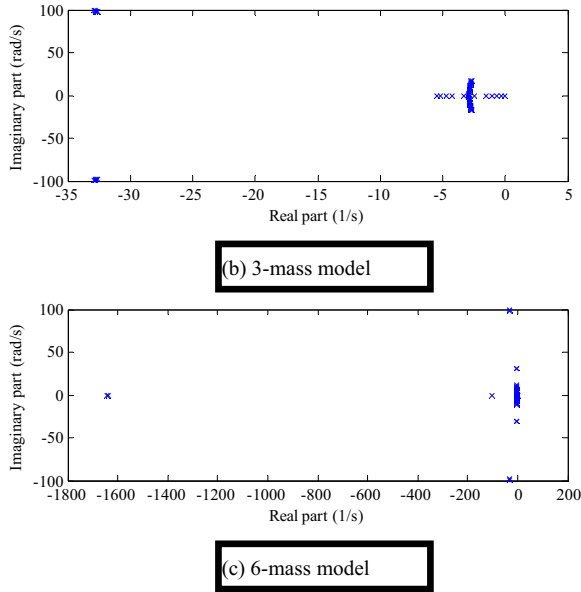 100
50
0
-50
-100
Imaginary part (rad/s)
-35 -30 -25 -20 -15 -10 -5 0 5
Real part (1/s)
(b) 3-mass model
100
50
0
-50
-100
Imaginary part (rad/s)
-1800 -1600 -1400 -1200 -1000 -800 -600 -400 -200 0 200
Real part (1/s)
(c) 6-mass model